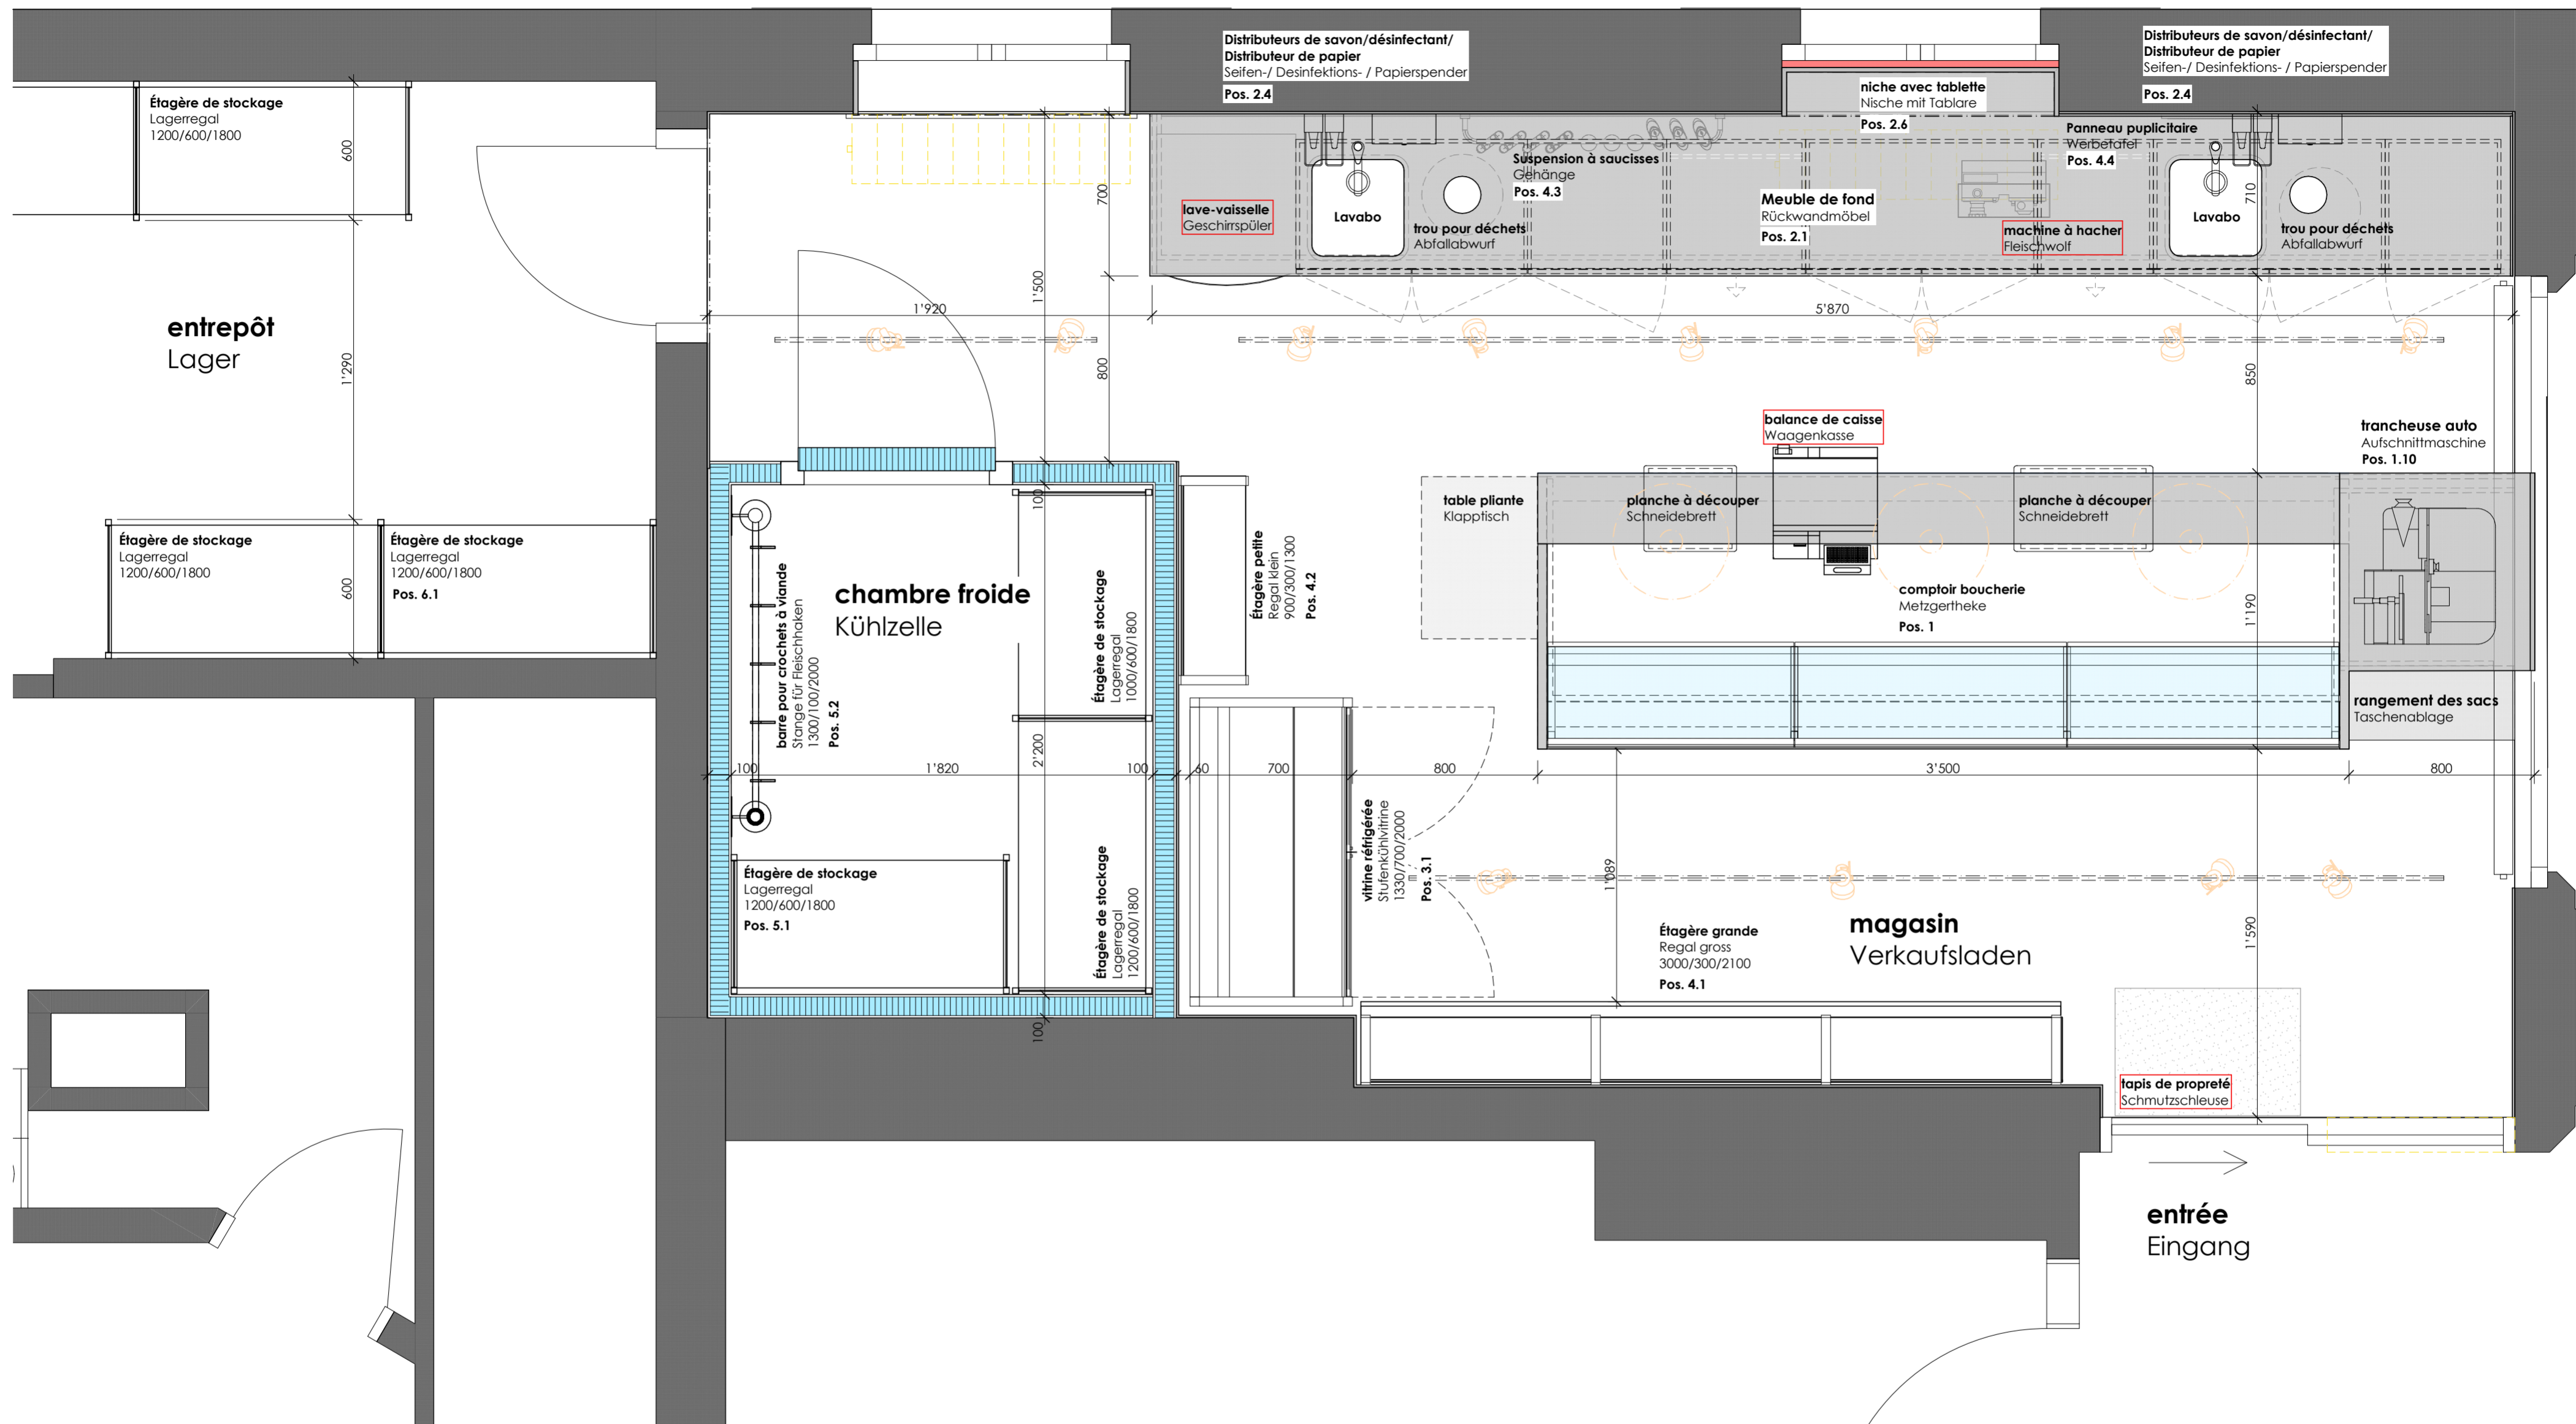 Distributeurs de savon/désinfectant/
Distributeur de papier
Seifen-/ Desinfektions- / Papierspender
Pos. 2.4
Distributeurs de savon/désinfectant/
Distributeur de papier
Seifen-/ Desinfektions- / Papierspender
Pos. 2.4
niche avec tablette
Nische mit Tablare
Pos. 2.6
Étagère de stockage
Lagerregal
1200/600/1800
600
Panneau puplicitaire
Werbetafel
Pos. 4.4
Suspension à saucisses
Gehänge
Pos. 4.3
700
lave-vaisselle
Geschirrspüler
Lavabo
trou pour déchets
Abfallabwurf
Meuble de fond
Rückwandmöbel
Pos. 2.1
machine à hacher
Fleischwolf
Lavabo
710
trou pour déchets
Abfallabwurf
entrepôt
Lager
1'290
1'920
1'500
5'870
800
850
balance de caisse
Waagenkasse
trancheuse auto
Aufschnittmaschine
Pos. 1.10
table pliante
Klapptisch
planche à découper
Schneidebrett
planche à découper
Schneidebrett
Étagère de stockage
Lagerregal
1200/600/1800
600
Étagère de stockage
Lagerregal
1200/600/1800
Pos. 6.1
barre pour crochets à viande
Stange für Fleischhaken
1300/100/2000
Pos. 5.2
chambre froide
Kühlzelle
100
Étagère de stockage
Lagerregal
1000/600/1800
Étagère petite
Regal klein
900/300/1300
Pos. 4.2
comptoir boucherie
Metzgertheke
Pos. 1
1'190
rangement des sacs
Taschenablage
100
1'820
2'200
100
60
700
800
3'500
800
vitrine réfrigérée
Stufenkühlvitrine
1330/700/2000
Pos. 3.1
1'089
Étagère de stockage
Lagerregal
1200/600/1800
Pos. 5.1
Étagère de stockage
Lagerregal
1200/600/1800
Étagère grande
Regal gross
3000/300/2100
Pos. 4.1
magasin
Verkaufsladen
1'590
100
tapis de propreté
Schmutzschleuse
entrée
Eingang